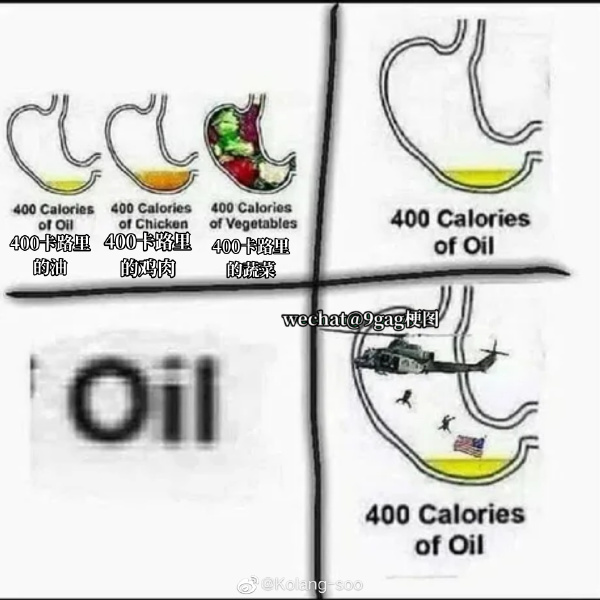 400 Calories
of Oil
400卡路里
的油
400 Calories
of Chicken
400卡路里
的鸡肉
400 Calories
of Vegetables
400卡路里
的蔬菜
400 Calories
of Oil
Oil
wechat@9gag梗图
400 Calories
of Oil
@Kolang-soo